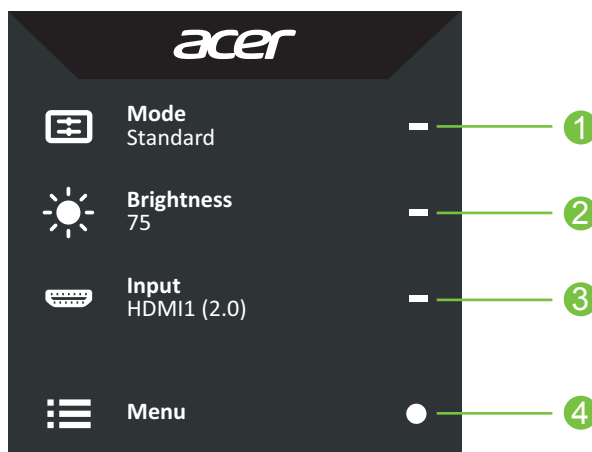 acer
Mode
Standard
1
Brightness
75
2
Input
HDMI1 (2.0)
3
Menu
4